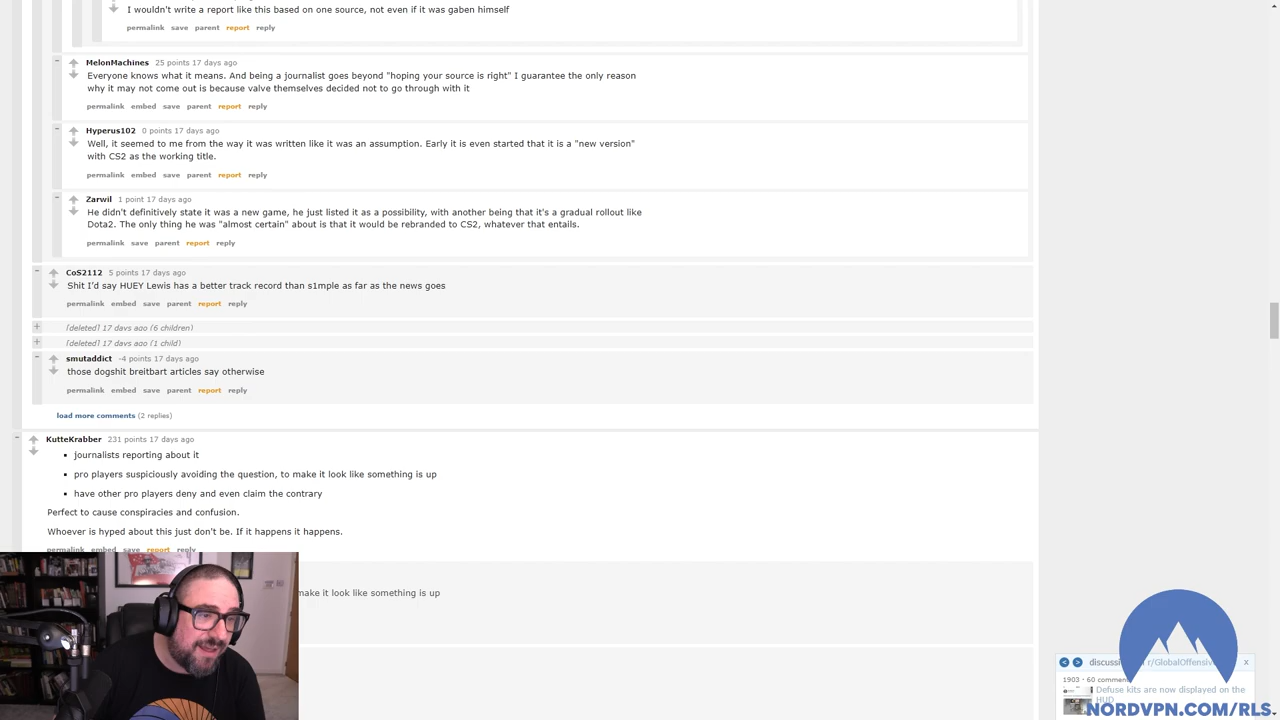 I wouldn't write a report like this based on one source, not even if it was gaben himself
permalink save parent report reply
MelonMachines 25 points 17 days ago
Everyone knows what it means. And being a journalist goes beyond "hoping your source is right" I guarantee the only reason
why it may not come out is because valve themselves decided not to go through with it
permalink embed save parent report reply
Hyperus102 0 points 17 days ago
Well, it seemed to me from the way it was written like it was an assumption. Early it is even started that it is a "new version"
with CS2 as the working title.
permalink embed save parent report reply
Zarwil 1 point 17 days ago
He didn't definitively state it was a new game, he just listed it as a possibility, with another being that it's a gradual rollout like
Dota2. The only thing he was "almost certain" about is that it would be rebranded to CS2, whatever that entails.
permalink save parent report reply
CoS2112 5 points 17 days ago
Shit I'd say HUEY Lewis has a better track record than s1mple as far as the news goes
permalink embed save parent report reply
[deleted] 17 days ago (6 children)
[deleted] 17 days ago (1 child)
smutaddict -4 points 17 days ago
those dogshit breitbart articles say otherwise
permalink embed save parent report reply
load more comments (2 replies)
KutteKrabber 231 points 17 days ago
journalists reporting about it
pro players suspiciously avoiding the question, to make it look like something is up
have other pro players deny and even claim the contrary
Perfect to cause conspiracies and confusion.
Whoever is hyped about this just don't be. If it happens it happens.
permalink embed save report reply
make it look like something is up
r/GlobalOffensive X
1903 · 60 comments
Defuse kits are now displayed on the
HUD
NORDVPN.COM/RLS